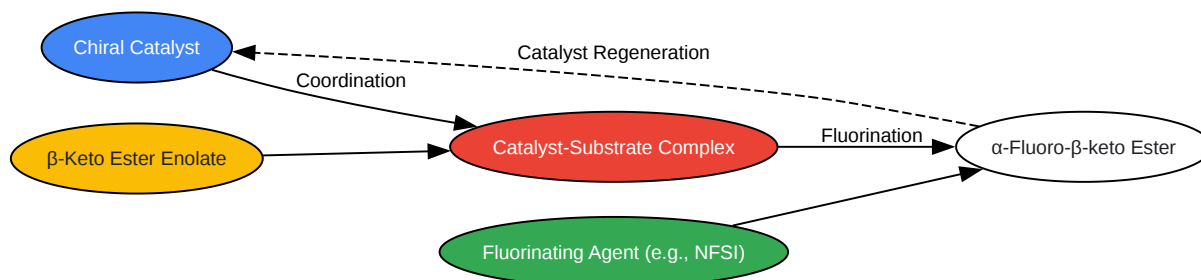 Chiral Catalyst
Catalyst Regeneration
Coordination
β-Keto Ester Enolate
Catalyst-Substrate Complex
Fluorination
α-Fluoro-β-keto Ester
Fluorinating Agent (e.g., NFSI)